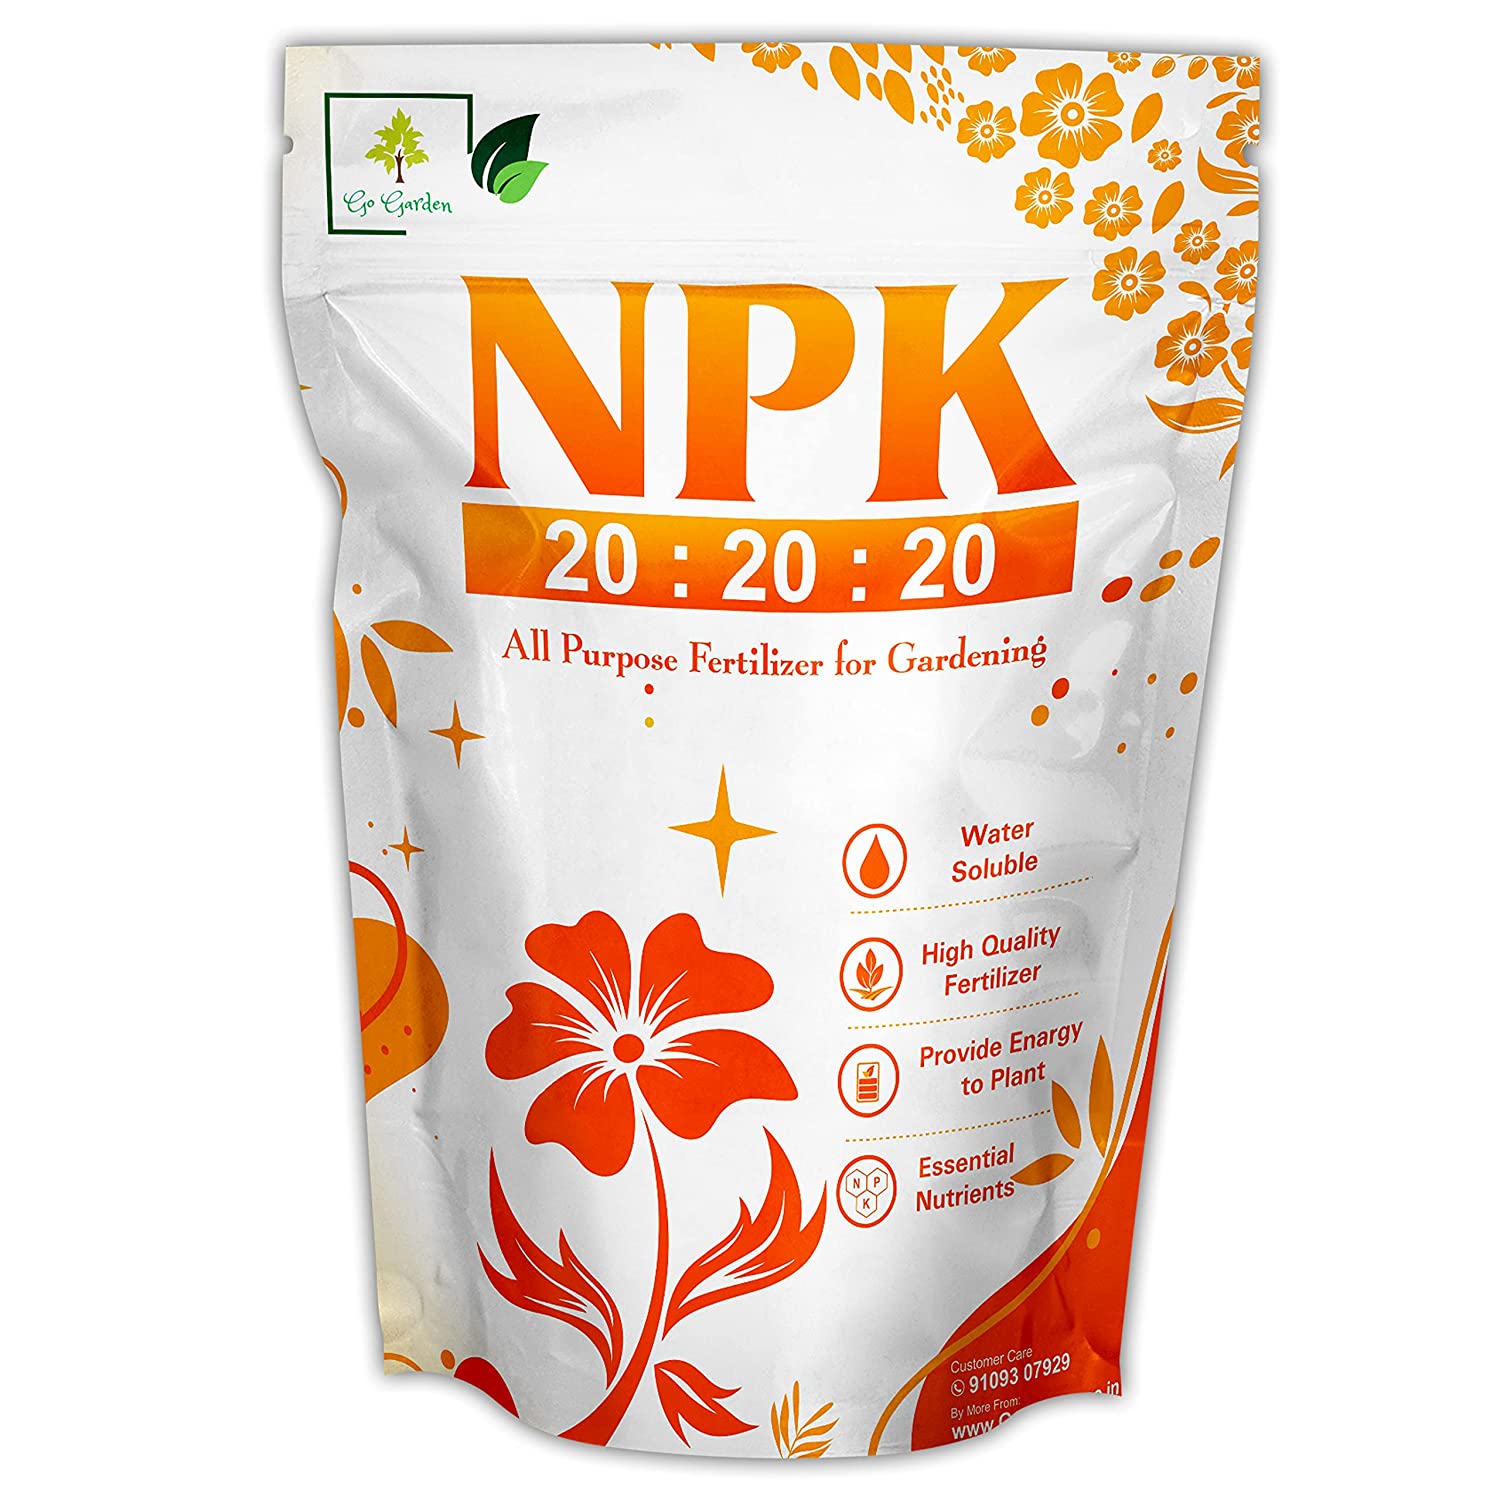 Go Garden
NPK
20 : 20 : 20
All Purpose Fertilizer for Gardening
Water
Soluble
High Quality
Fertilizer
Provide Enargy
to Plant
N P
K
Essential
Nutrients
Customer Care
91093 07929
By More From: